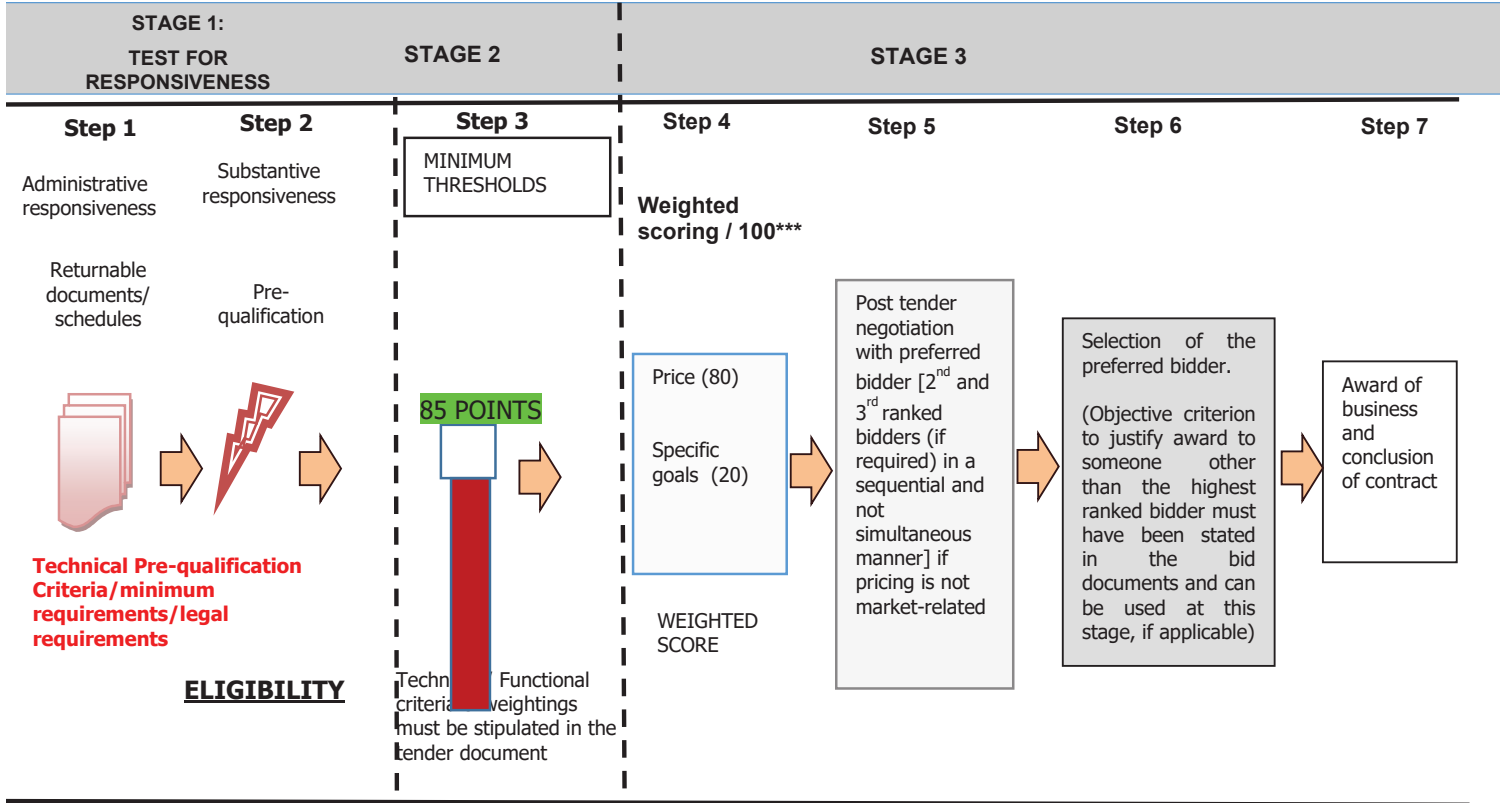 STAGE 1:
TEST FOR
RESPONSIVENESS
STAGE 2
STAGE 3
Step 1
Step 2
Step 3
Step 4
Step 5
Step 6
Step 7
Administrative
responsiveness
Returnable
documents/
schedules
Substantive
responsiveness
Pre-
qualification
Technical Pre-qualification
Criteria/minimum
requirements/legal
requirements
ELIGIBILITY
MINIMUM
THRESHOLDS
85 POINTS
Functional
criteria weightings
must be stipulated in the
tender document
Weighted
scoring / 100***
Price (80)
Specific
goals (20)
WEIGHTED
SCORE
Post tender
negotiation
with preferred
bidder [2nd and
3rd ranked
bidders (if
required) in a
sequential and
not
simultaneous
manner] if
pricing is not
market-related
Selection of the
preferred bidder.
(Objective criterion
to justify award to
someone other
than the highest
ranked bidder must
have been stated
in the bid
documents and can
be used at this
stage, if applicable)
Award of
business
and
conclusion
of contract